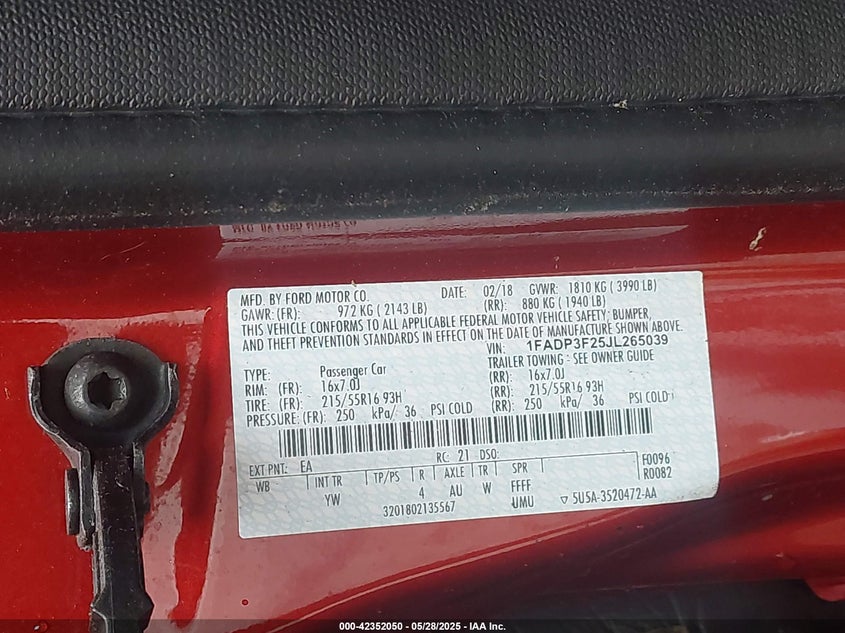 MFD. BY FORD MOTOR CO.
MFD. BY FORD MOTOR CO. DATE: 02/18 GVWR: 1810 KG ( 3990 LB)
GAWR: (FR): 972 KG ( 2143 LB) (RR): 880 KG ( 1940 LB)
THIS VEHICLE CONFORMS TO ALL APPLICABLE FEDERAL MOTOR VEHICLE SAFETY, BUMPER,
AND THEFT PREVENTION STANDARDS IN EFFECT ON THE DATE OF MANUFACTURE SHOWN ABOVE.
VIN: 1FADP3F25JL265039
TYPE: Passenger Car TRAILER TOWING - SEE OWNER GUIDE
RIM: (FR): 16x7.0J (RR): 16x7.0J
TIRE: (FR): 215/55R16 93H (RR): 215/55R16 93H
PRESSURE: (FR): 250 kPa/ 36 PSI COLD (RR): 250 kPa/ 36 PSI COLD
EXT PNT: EA RC: 21 DSO: F0096
WB INT TR TP/PS R AXLE TR SPR R0082
YW 4 AU W FFFF
3201802135567 UMU ▽ 5U5A-3520472-AA
000-42352050 - 05/28/2025 - IAA Inc.